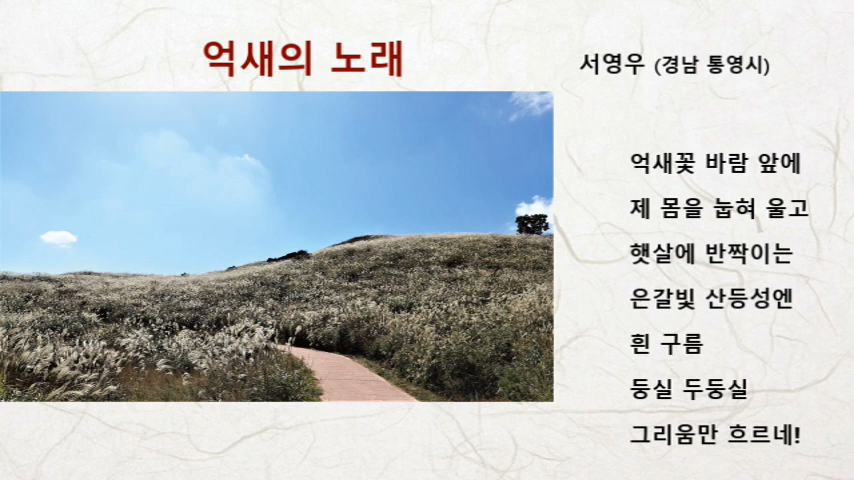 억새의 노래
서영우 (경남 통영시)
억새꽃 바람 앞에
제 몸을 눕혀 울고
햇살에 반짝이는
은갈빛 산등성엔
흰 구름
둥실 두둥실
그리움만 흐르네!